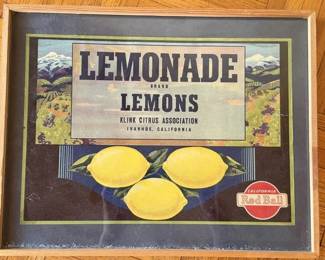 LEMONADE
BRAND
LEMONS
KLINK CITRUS ASSOCIATION
IVANHOE, CALIFORNIA
CALIFORNIA
Red Ball